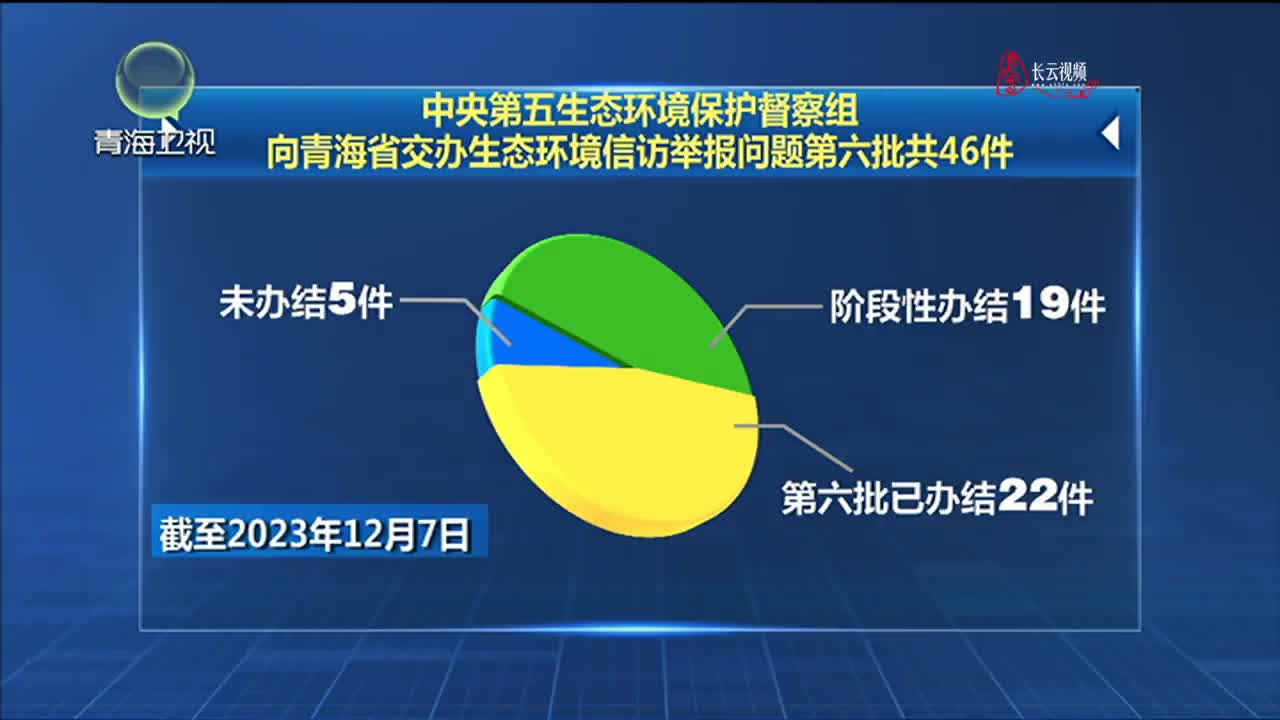 长云视频
青海卫视
中央第五生态环境保护督察组
向青海省交办生态环境信访举报问题第六批共46件
未办结5件
阶段性办结19件
第六批已办结22件
截至2023年12月7日